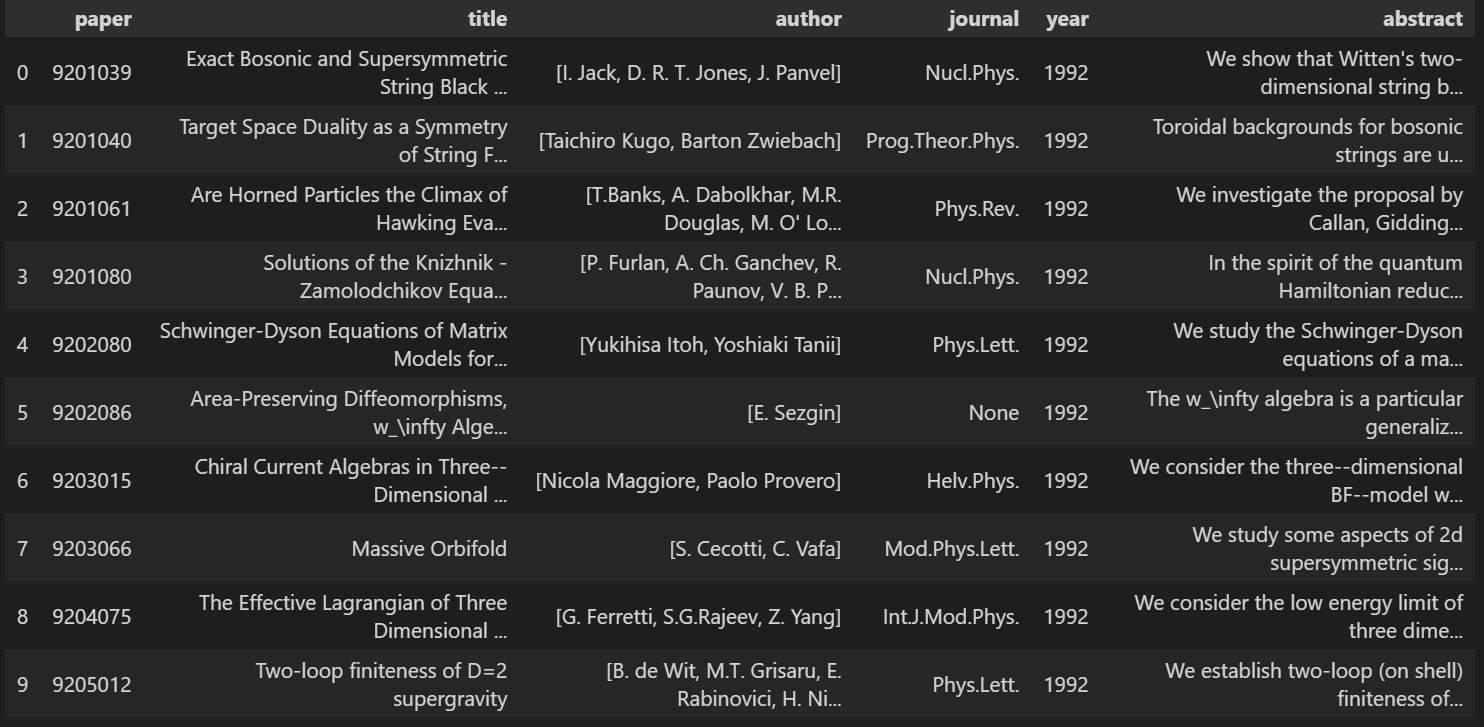 paper title author journal year abstract
0 9201039 Exact Bosonic and Supersymmetric String Black ... [I. Jack, D. R. T. Jones, J. Panvel] Nucl.Phys. 1992 We show that Witten's two-dimensional string b...
1 9201040 Target Space Duality as a Symmetry of String F... [Taichiro Kugo, Barton Zwiebach] Prog.Theor.Phys. 1992 Toroidal backgrounds for bosonic strings are u...
2 9201061 Are Horned Particles the Climax of Hawking Eva... [T.Banks, A. Dabolkhar, M.R. Douglas, M. O' Lo... Phys.Rev. 1992 We investigate the proposal by Callan, Gidding...
3 9201080 Solutions of the Knizhnik - Zamolodchikov Equa... [P. Furlan, A. Ch. Ganchev, R. Paunov, V. B. P... Nucl.Phys. 1992 In the spirit of the quantum Hamiltonian reduc...
4 9202080 Schwinger-Dyson Equations of Matrix Models for... [Yukihisa Itoh, Yoshiaki Tanii] Phys.Lett. 1992 We study the Schwinger-Dyson equations of a ma...
5 9202086 Area-Preserving Diffeomorphisms, w_\infty Alge... [E. Sezgin] None 1992 The w_\infty algebra is a particular generaliz...
6 9203015 Chiral Current Algebras in Three--Dimensional ... [Nicola Maggiore, Paolo Provero] Helv.Phys. 1992 We consider the three--dimensional BF--model w...
7 9203066 Massive Orbifold [S. Cecotti, C. Vafa] Mod.Phys.Lett. 1992 We study some aspects of 2d supersymmetric sig...
8 9204075 The Effective Lagrangian of Three Dimensional ... [G. Ferretti, S.G.Rajeev, Z. Yang] Int.J.Mod.Phys. 1992 We consider the low energy limit of three dime...
9 9205012 Two-loop finiteness of D=2 supergravity [B. de Wit, M.T. Grisaru, E. Rabinovici, H. Ni... Phys.Lett. 1992 We establish two-loop (on shell) finiteness of...